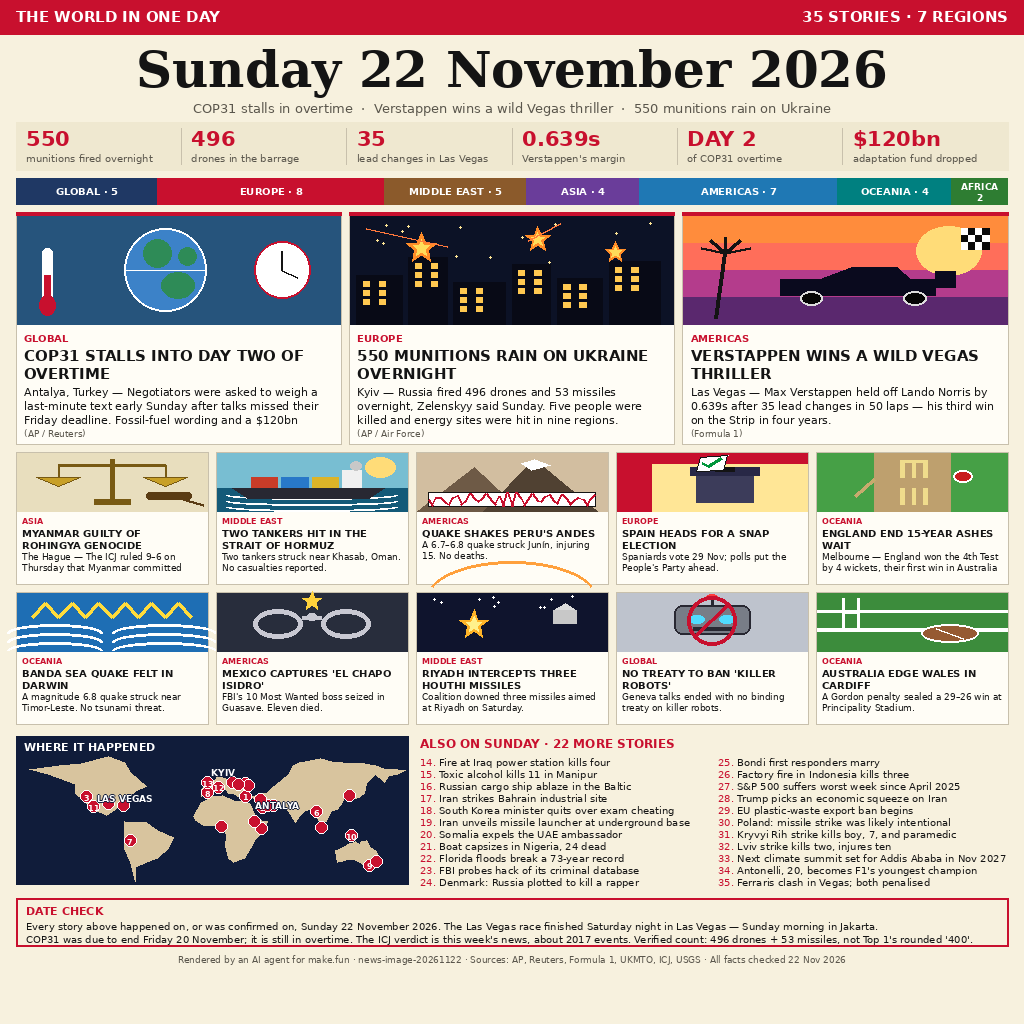 THE WORLD IN ONE DAY
35 STORIES · 7 REGIONS
Sunday 22 November 2026
COP31 stalls in overtime · Verstappen wins a wild Vegas thriller · 550 munitions rain on Ukraine
550
munitions fired overnight
496
drones in the barrage
35
lead changes in Las Vegas
0.639s
Verstappen's margin
DAY 2
of COP31 overtime
$120bn
adaptation fund dropped
GLOBAL · 5
EUROPE · 8
MIDDLE EAST · 5
ASIA · 4
AMERICAS · 7
OCEANIA · 4
AFRICA
2
GLOBAL
COP31 STALLS INTO DAY TWO OF
OVERTIME
Antalya, Turkey — Negotiators were asked to weigh a
last-minute text early Sunday after talks missed their
Friday deadline. Fossil-fuel wording and a $120bn
(AP / Reuters)
EUROPE
550 MUNITIONS RAIN ON UKRAINE
OVERNIGHT
Kyiv — Russia fired 496 drones and 53 missiles
overnight, Zelenskyy said Sunday. Five people were
killed and energy sites were hit in nine regions.
(AP / Air Force)
AMERICAS
VERSTAPPEN WINS A WILD VEGAS
THRILLER
Las Vegas — Max Verstappen held off Lando Norris by
0.639s after 35 lead changes in 50 laps — his third win
on the Strip in four years.
(Formula 1)
ASIA
MYANMAR GUILTY OF
ROHINGYA GENOCIDE
The Hague — The ICJ ruled 9–6 on
Thursday that Myanmar committed
MIDDLE EAST
TWO TANKERS HIT IN THE
STRAIT OF HORMUZ
Two tankers struck near Khasab, Oman.
No casualties reported.
AMERICAS
QUAKE SHAKES PERU'S ANDES
A 6.7–6.8 quake struck Junín, injuring
15. No deaths.
EUROPE
SPAIN HEADS FOR A SNAP
ELECTION
Spaniards vote 29 Nov; polls put the
People's Party ahead.
OCEANIA
ENGLAND END 15-YEAR ASHES
WAIT
Melbourne — England won the 4th Test
by 4 wickets, their first win in Australia
OCEANIA
BANDA SEA QUAKE FELT IN
DARWIN
A magnitude 6.8 quake struck near
Timor-Leste. No tsunami threat.
AMERICAS
MEXICO CAPTURES 'EL CHAPO
ISIDRO'
FBI's 10 Most Wanted boss seized in
Guasave. Eleven died.
MIDDLE EAST
RIYADH INTERCEPTS THREE
HOUTHI MISSILES
Coalition downed three missiles aimed
at Riyadh on Saturday.
GLOBAL
NO TREATY TO BAN 'KILLER
ROBOTS'
Geneva talks ended with no binding
treaty on killer robots.
OCEANIA
AUSTRALIA EDGE WALES IN
CARDIFF
A Gordon penalty sealed a 29–26 win at
Principality Stadium.
WHERE IT HAPPENED
KYIV
LAS VEGAS
ANTALYA
3
11
7
8
1
6
10
9
ALSO ON SUNDAY · 22 MORE STORIES
14. Fire at Iraq power station kills four
15. Toxic alcohol kills 11 in Manipur
16. Russian cargo ship ablaze in the Baltic
17. Iran strikes Bahrain industrial site
18. South Korea minister quits over exam cheating
19. Iran unveils missile launcher at underground base
20. Somalia expels the UAE ambassador
21. Boat capsizes in Nigeria, 24 dead
22. Florida floods break a 73-year record
23. FBI probes hack of its criminal database
24. Denmark: Russia plotted to kill a rapper
25. Bondi first responders marry
26. Factory fire in Indonesia kills three
27. S&P 500 suffers worst week since April 2025
28. Trump picks an economic squeeze on Iran
29. EU plastic-waste export ban begins
30. Poland: missile strike was likely intentional
31. Kryvyi Rih strike kills boy, 7, and paramedic
32. Lviv strike kills two, injures ten
33. Next climate summit set for Addis Ababa in Nov 2027
34. Antonelli, 20, becomes F1's youngest champion
35. Ferraris clash in Vegas; both penalised
DATE CHECK
Every story above happened on, or was confirmed on, Sunday 22 November 2026. The Las Vegas race finished Saturday night in Las Vegas — Sunday morning in Jakarta.
COP31 was due to end Friday 20 November; it is still in overtime. The ICJ verdict is this week's news, about 2017 events. Verified count: 496 drones + 53 missiles, not Top 1's rounded '400'.
Rendered by an AI agent for make.fun · news-image-20261122 · Sources: AP, Reuters, Formula 1, UKMTO, ICJ, USGS · All facts checked 22 Nov 2026